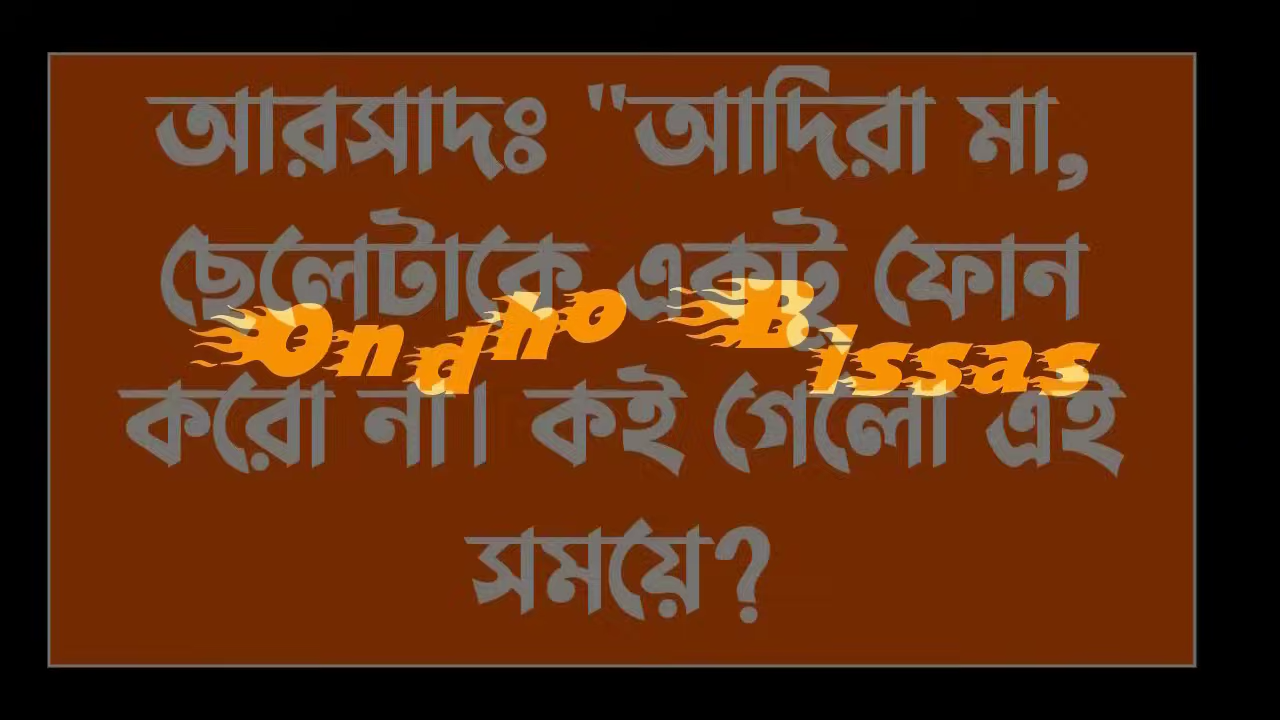 আরসাদঃ "আদিরা মা,
ছেলেটাকে একটু ফোন
Ondho Bissas
করো না। কই গেলো এই
সময়ে?